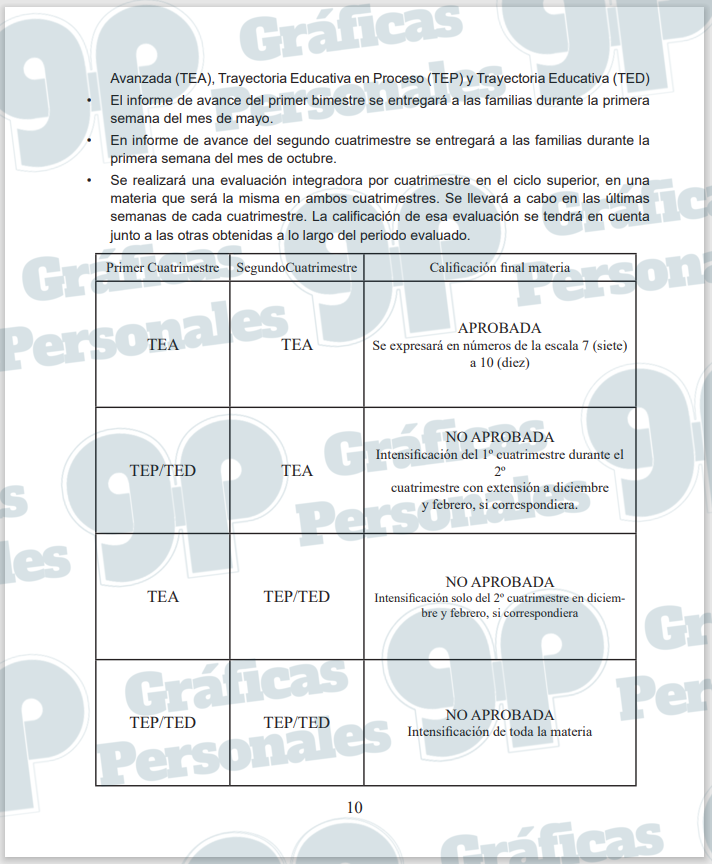 Avanzada (TEA), Trayectoria Educativa en Proceso (TEP) y Trayectoria Educativa (TED)
• El informe de avance del primer bimestre se entregará a las familias durante la primera
semana del mes de mayo.
• En informe de avance del segundo cuatrimestre se entregará a las familias durante la
primera semana del mes de octubre.
• Se realizará una evaluación integradora por cuatrimestre en el ciclo superior, en una
materia que será la misma en ambos cuatrimestres. Se llevará a cabo en las últimas
semanas de cada cuatrimestre. La calificación de esa evaluación se tendrá en cuenta
junto a las otras obtenidas a lo largo del periodo evaluado.
Primer Cuatrimestre SegundoCuatrimestre Calificación final materia
TEA TEA APROBADA
Se expresará en números de la escala 7 (siete)
a 10 (diez)
TEP/TED TEA NO APROBADA
Intensificación del 1º cuatrimestre durante el
2º
cuatrimestre con extensión a diciembre
y febrero, si correspondiera.
TEA TEP/TED NO APROBADA
Intensificación solo del 2º cuatrimestre en diciem-
bre y febrero, si correspondiera
TEP/TED TEP/TED NO APROBADA
Intensificación de toda la materia
10
gp Gráficas
Personales